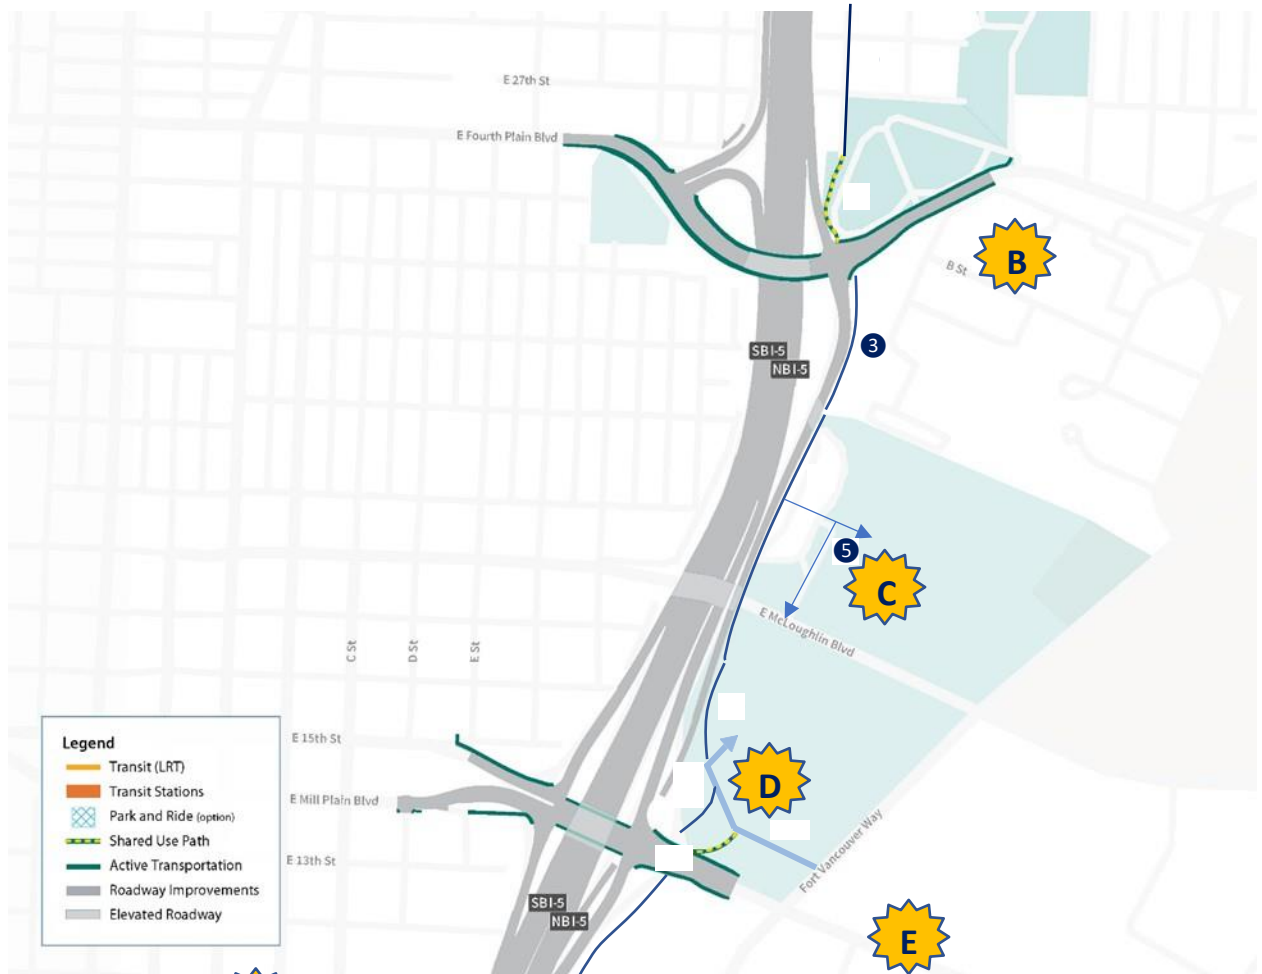 E 27th St
E Fourth Plain Blvd
B
B St
3
SB I-5
NB I-5
5
C
E McLoughlin Blvd
C St
D St
E St
Legend
Transit (LRT)
Transit Stations
Park and Ride (option)
Shared Use Path
Active Transportation
Roadway Improvements
Elevated Roadway
E 15th St
E Mill Plain Blvd
E 13th St
D
Fort Vancouver Way
SB I-5
NB I-5
E